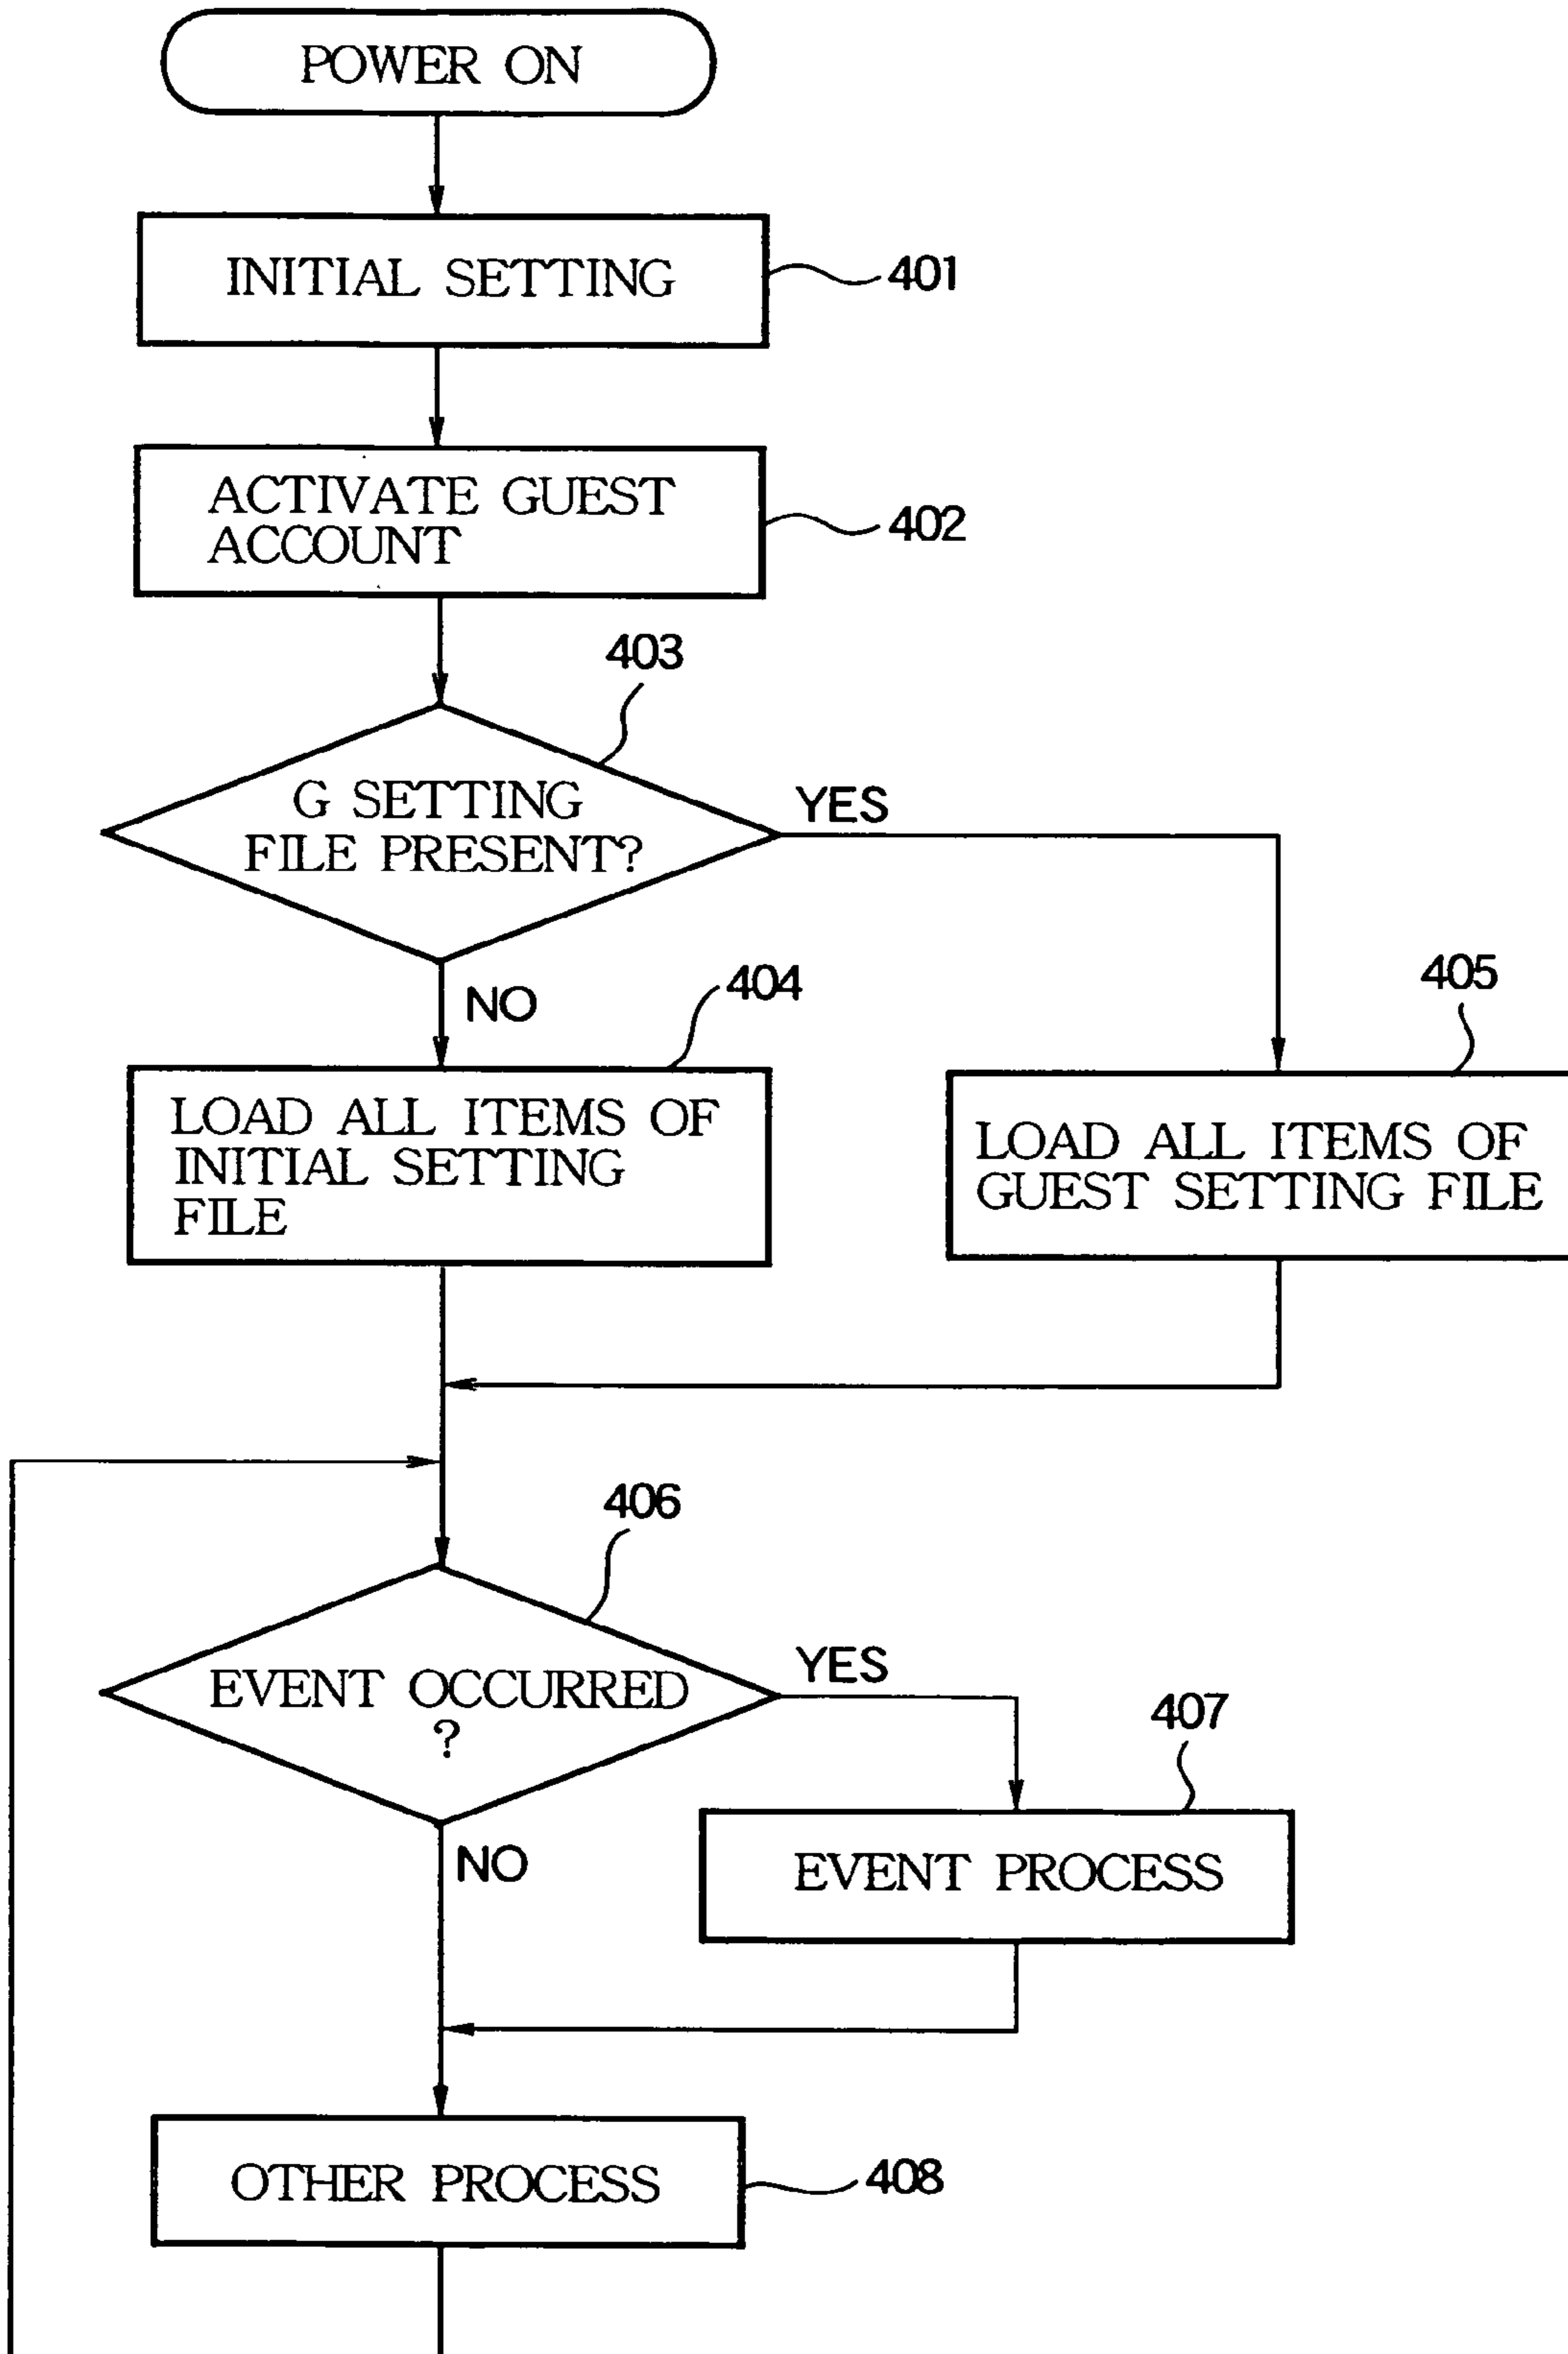 POWER ON
INITIAL SETTING
401
ACTIVATE GUEST
ACCOUNT
402
403
G SETTING
FILE PRESENT?
YES
NO
404
405
LOAD ALL ITEMS OF
INITIAL SETTING
FILE
LOAD ALL ITEMS OF
GUEST SETTING FILE
406
EVENT OCCURRED
?
YES
407
NO
EVENT PROCESS
OTHER PROCESS
408